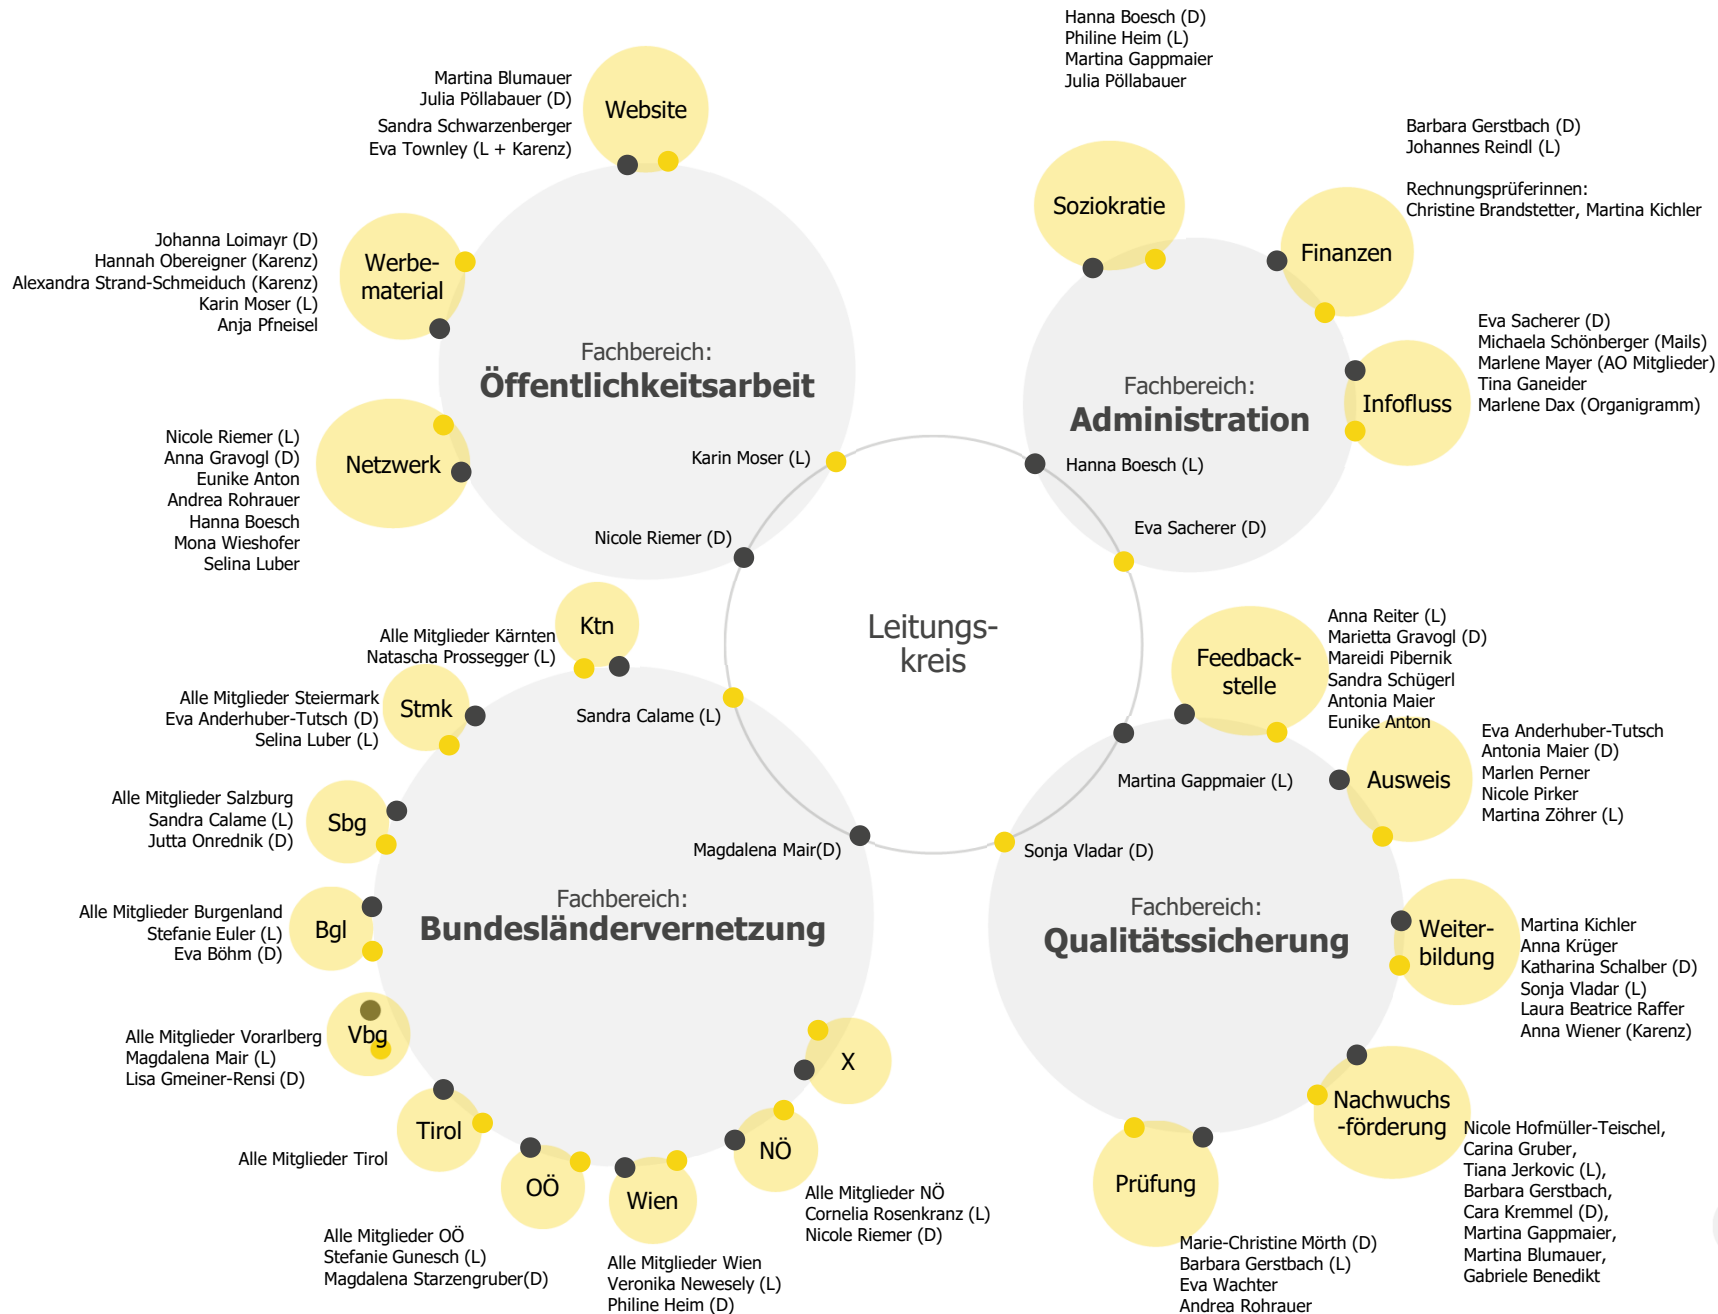 Martina Blumauer
Julia Pöllabauer (D)
Sandra Schwarzenberger
Eva Townley (L + Karenz)
Website
Johanna Loimayr (D)
Hannah Obereigner (Karenz)
Alexandra Strand-Schmeiduch (Karenz)
Karin Moser (L)
Anja Pfneisel
Werbe-
material
Nicole Riemer (L)
Anna Gravogl (D)
Eunike Anton
Andrea Rohrauer
Hanna Boesch
Mona Wieshofer
Selina Luber
Netzwerk
Fachbereich:
Öffentlichkeitsarbeit
Karin Moser (L)
Nicole Riemer (D)
Hanna Boesch (D)
Philine Heim (L)
Martina Gappmaier
Julia Pöllabauer
Soziokratie
Barbara Gerstbach (D)
Johannes Reindl (L)
Rechnungsprüferinnen:
Christine Brandstetter, Martina Kichler
Finanzen
Eva Sacherer (D)
Michaela Schönberger (Mails)
Marlene Mayer (AO Mitglieder)
Tina Ganeider
Marlene Dax (Organigramm)
Infofluss
Fachbereich:
Administration
Hanna Boesch (L)
Eva Sacherer (D)
Leitungs-
kreis
Ktn
Alle Mitglieder Kärnten
Natascha Prossegger (L)
Stmk
Alle Mitglieder Steiermark
Eva Anderhuber-Tutsch (D)
Selina Luber (L)
Sandra Calame (L)
Sbg
Alle Mitglieder Salzburg
Sandra Calame (L)
Jutta Onrednik (D)
Magdalena Mair(D)
Fachbereich:
Bundesländervernetzung
Bgl
Alle Mitglieder Burgenland
Stefanie Euler (L)
Eva Böhm (D)
Vbg
Alle Mitglieder Vorarlberg
Magdalena Mair (L)
Lisa Gmeiner-Rensi (D)
Tirol
Alle Mitglieder Tirol
OÖ
Alle Mitglieder OÖ
Stefanie Gunesch (L)
Magdalena Starzengruber(D)
Wien
Alle Mitglieder Wien
Veronika Newesely (L)
Philine Heim (D)
NÖ
Alle Mitglieder NÖ
Cornelia Rosenkranz (L)
Nicole Riemer (D)
X
Feedback-
stelle
Anna Reiter (L)
Marietta Gravogl (D)
Mareidi Pibernik
Sandra Schügerl
Antonia Maier
Eunike Anton
Ausweis
Eva Anderhuber-Tutsch
Antonia Maier (D)
Marlen Perner
Nicole Pirker
Martina Zöhrer (L)
Martina Gappmaier (L)
Sonja Vladar (D)
Fachbereich:
Qualitätssicherung
Weiter-
bildung
Martina Kichler
Anna Krüger
Katharina Schalber (D)
Sonja Vladar (L)
Laura Beatrice Raffer
Anna Wiener (Karenz)
Nachwuchs
-förderung
Nicole Hofmüller-Teischel,
Carina Gruber,
Tiana Jerkovic (L),
Barbara Gerstbach,
Cara Kremmel (D),
Martina Gappmaier,
Martina Blumauer,
Gabriele Benedikt
Prüfung
Marie-Christine Mörth (D)
Barbara Gerstbach (L)
Eva Wachter
Andrea Rohrauer